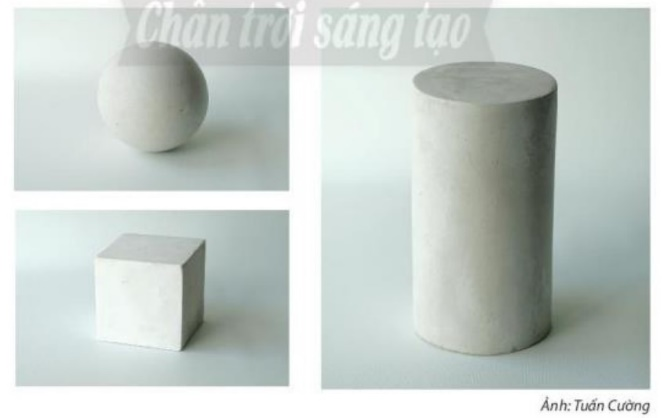 Chân trời sáng tạo
Ảnh: Tuấn Cường